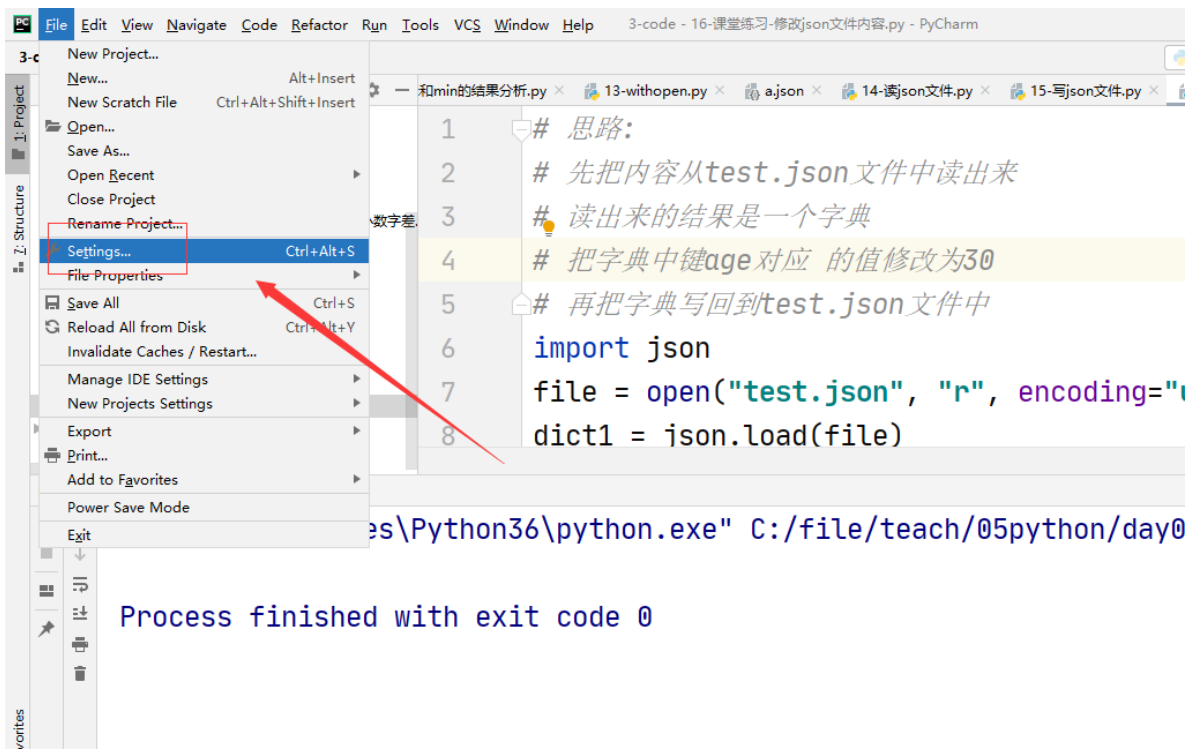 PC File Edit View Navigate Code Refactor Run Tools VCS Window Help 3-code - 16-课堂练习-修改json文件内容.py - PyCharm
New Project...
New... Alt+Insert
New Scratch File Ctrl+Alt+Shift+Insert
Open...
Save As...
Open Recent
Close Project
Rename Project...
Settings... Ctrl+Alt+S
File Properties
Save All Ctrl+S
Reload All from Disk Ctrl+Alt+Y
Invalidate Caches / Restart...
Manage IDE Settings
New Projects Settings
Export
Print...
Add to Favorites
Power Save Mode
Exit
1: Project
7: Structure
和min的结果分析.py 13-withopen.py a.json 14-读json文件.py 15-写json文件.py
小数字差.
1 # 思路:
2 # 先把内容从test.json文件中读出来
3 # 读出来的结果是一个字典
4 # 把字典中键age对应 的值修改为30
5 # 再把字典写回到test.json文件中
6 import json
7 file = open("test.json", "r", encoding="u
8 dict1 = json.load(file)
es\Python36\python.exe" C:/file/teach/05python/day0
Process finished with exit code 0
vorites